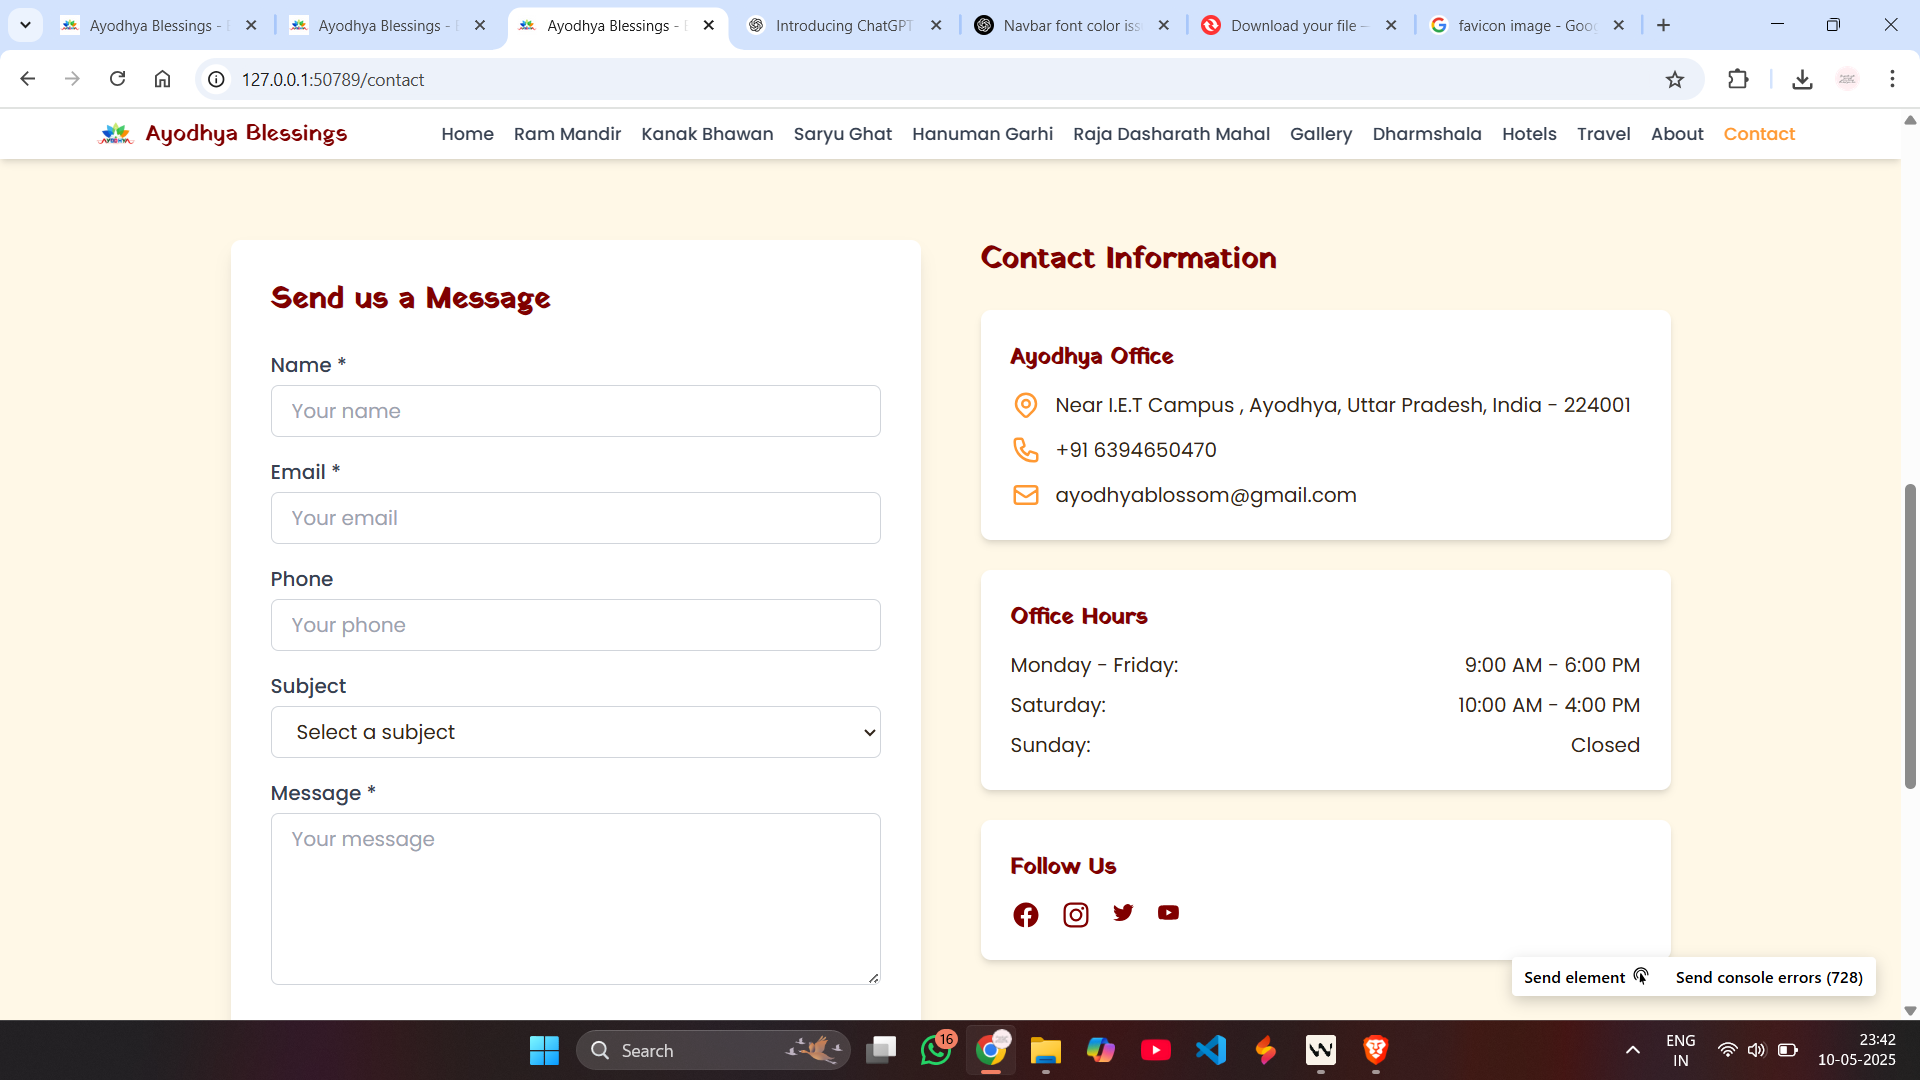 Ayodhya Blessings -
Ayodhya Blessings -
Ayodhya Blessings -
Introducing ChatGPT
Navbar font color iss
Download your file –
favicon image - Goog
127.0.0.1:50789/contact
Ayodhya Blessings
Home Ram Mandir Kanak Bhawan Saryu Ghat Hanuman Garhi Raja Dasharath Mahal Gallery Dharmshala Hotels Travel About Contact
Send us a Message
Name *
Your name
Email *
Your email
Phone
Your phone
Subject
Select a subject
Message *
Your message
Contact Information
Ayodhya Office
Near I.E.T Campus , Ayodhya, Uttar Pradesh, India - 224001
+91 6394650470
ayodhyablossom@gmail.com
Office Hours
Monday - Friday: 9:00 AM - 6:00 PM
Saturday: 10:00 AM - 4:00 PM
Sunday: Closed
Follow Us
Send element Send console errors (728)
Search
16
ENG
IN
23:42
10-05-2025